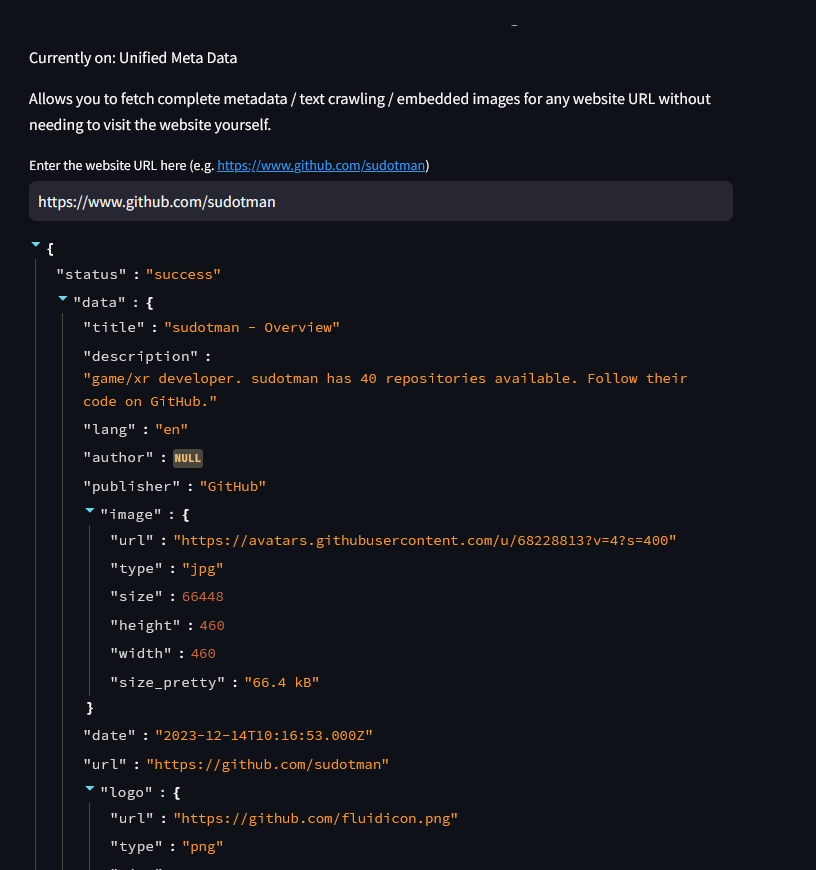 Currently on: Unified Meta Data
Allows you to fetch complete metadata / text crawling / embedded images for any website URL without
needing to visit the website yourself.
Enter the website URL here (e.g. https://www.github.com/sudotman)
https://www.github.com/sudotman
{
"status" : "success"
"data" : {
"title" : "sudotman - Overview"
"description" :
"game/xr developer. sudotman has 40 repositories available. Follow their
code on GitHub."
"lang" : "en"
"author" : NULL
"publisher" : "GitHub"
"image" : {
"url" : "https://avatars.githubusercontent.com/u/68228813?v=4?s=400"
"type" : "jpg"
"size" : 66448
"height" : 460
"width" : 460
"size_pretty" : "66.4 kB"
}
"date" : "2023-12-14T10:16:53.000Z"
"url" : "https://github.com/sudotman"
"logo" : {
"url" : "https://github.com/fluidicon.png"
"type" : "png"